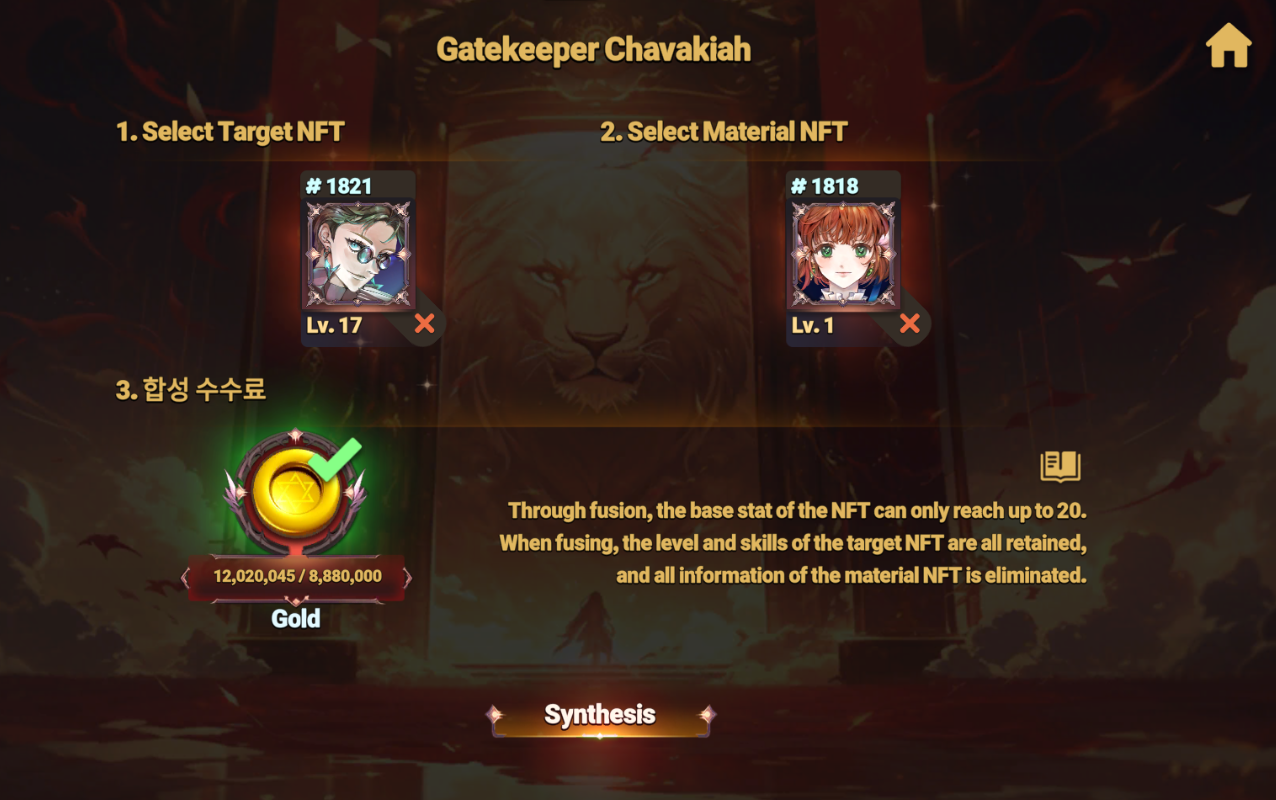 Gatekeeper Chavakiah
1. Select Target NFT
2. Select Material NFT
# 1821
Lv. 17
# 1818
Lv. 1
3. 합성 수수료
12,020,045 / 8,880,000
Gold
Through fusion, the base stat of the NFT can only reach up to 20.
When fusing, the level and skills of the target NFT are all retained,
and all information of the material NFT is eliminated.
Synthesis